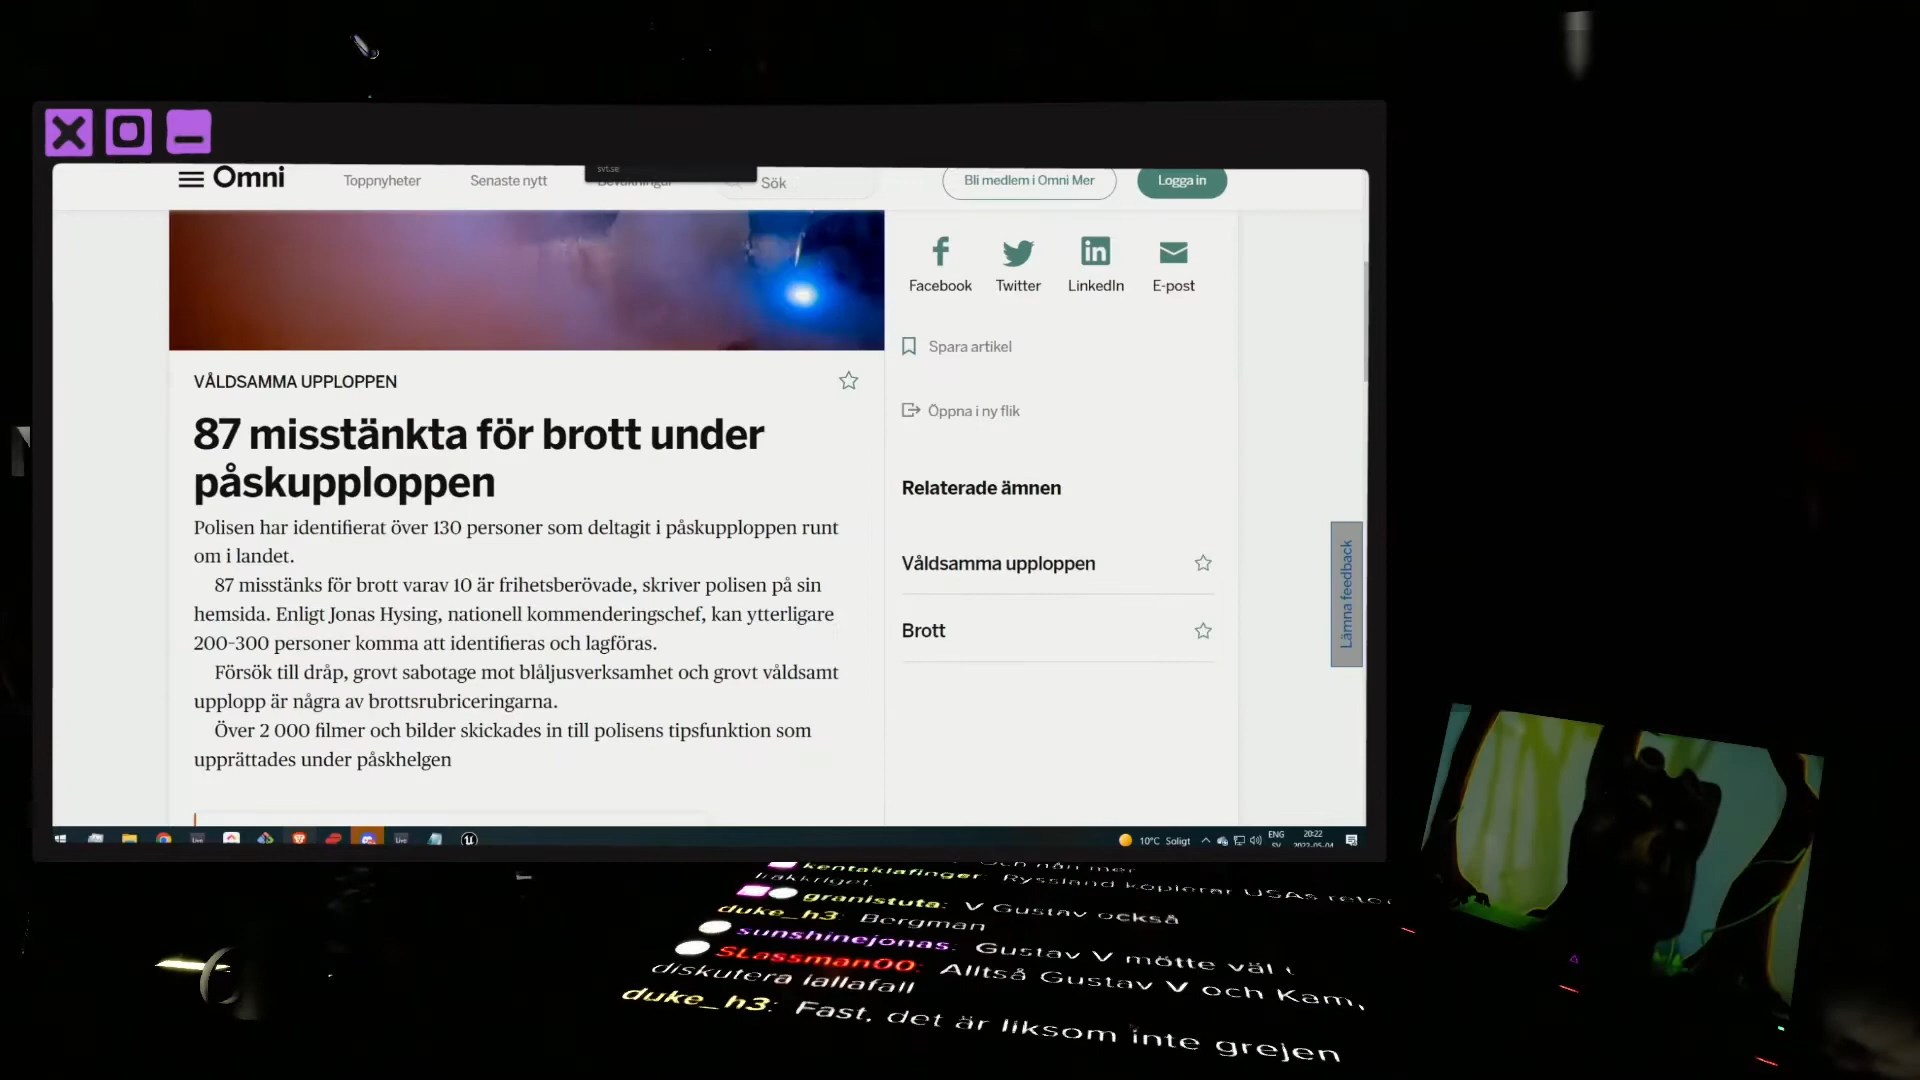 svt.se
Omni
Toppnyheter
Senaste nytt
Sök
Bli medlem i Omni Mer
Logga in
Facebook
Twitter
LinkedIn
E-post
Spara artikel
Öppna i ny flik
VÅLDSAMMA UPPLOPPEN
87 misstänkta för brott under
påskupploppen
Polisen har identifierat över 130 personer som deltagit i påskupploppen runt
om i landet.
87 misstänks för brott varav 10 är frihetsberövade, skriver polisen på sin
hemsida. Enligt Jonas Hysing, nationell kommenderingschef, kan ytterligare
200-300 personer komma att identifieras och lagföras.
Försök till dråp, grovt sabotage mot blåljusverksamhet och grovt våldsamt
upplopp är några av brottsrubriceringarna.
Över 2 000 filmer och bilder skickades in till polisens tipsfunktion som
upprättades under påskhelgen
Relaterade ämnen
Våldsamma upploppen
Brott
Lämna feedback
10°C Soligt
ENG
20:22
2022-05-04
kentaklafinger: Ryssland kopierar USAs
granistuta: V Gustav också
duke_h3: Bergman
sunshinejonas: Gustav V mötte väl
SLassman00: Alltså Gustav V och Kam,
diskutera iallafall
duke_h3: Fast, det är liksom inte grejen